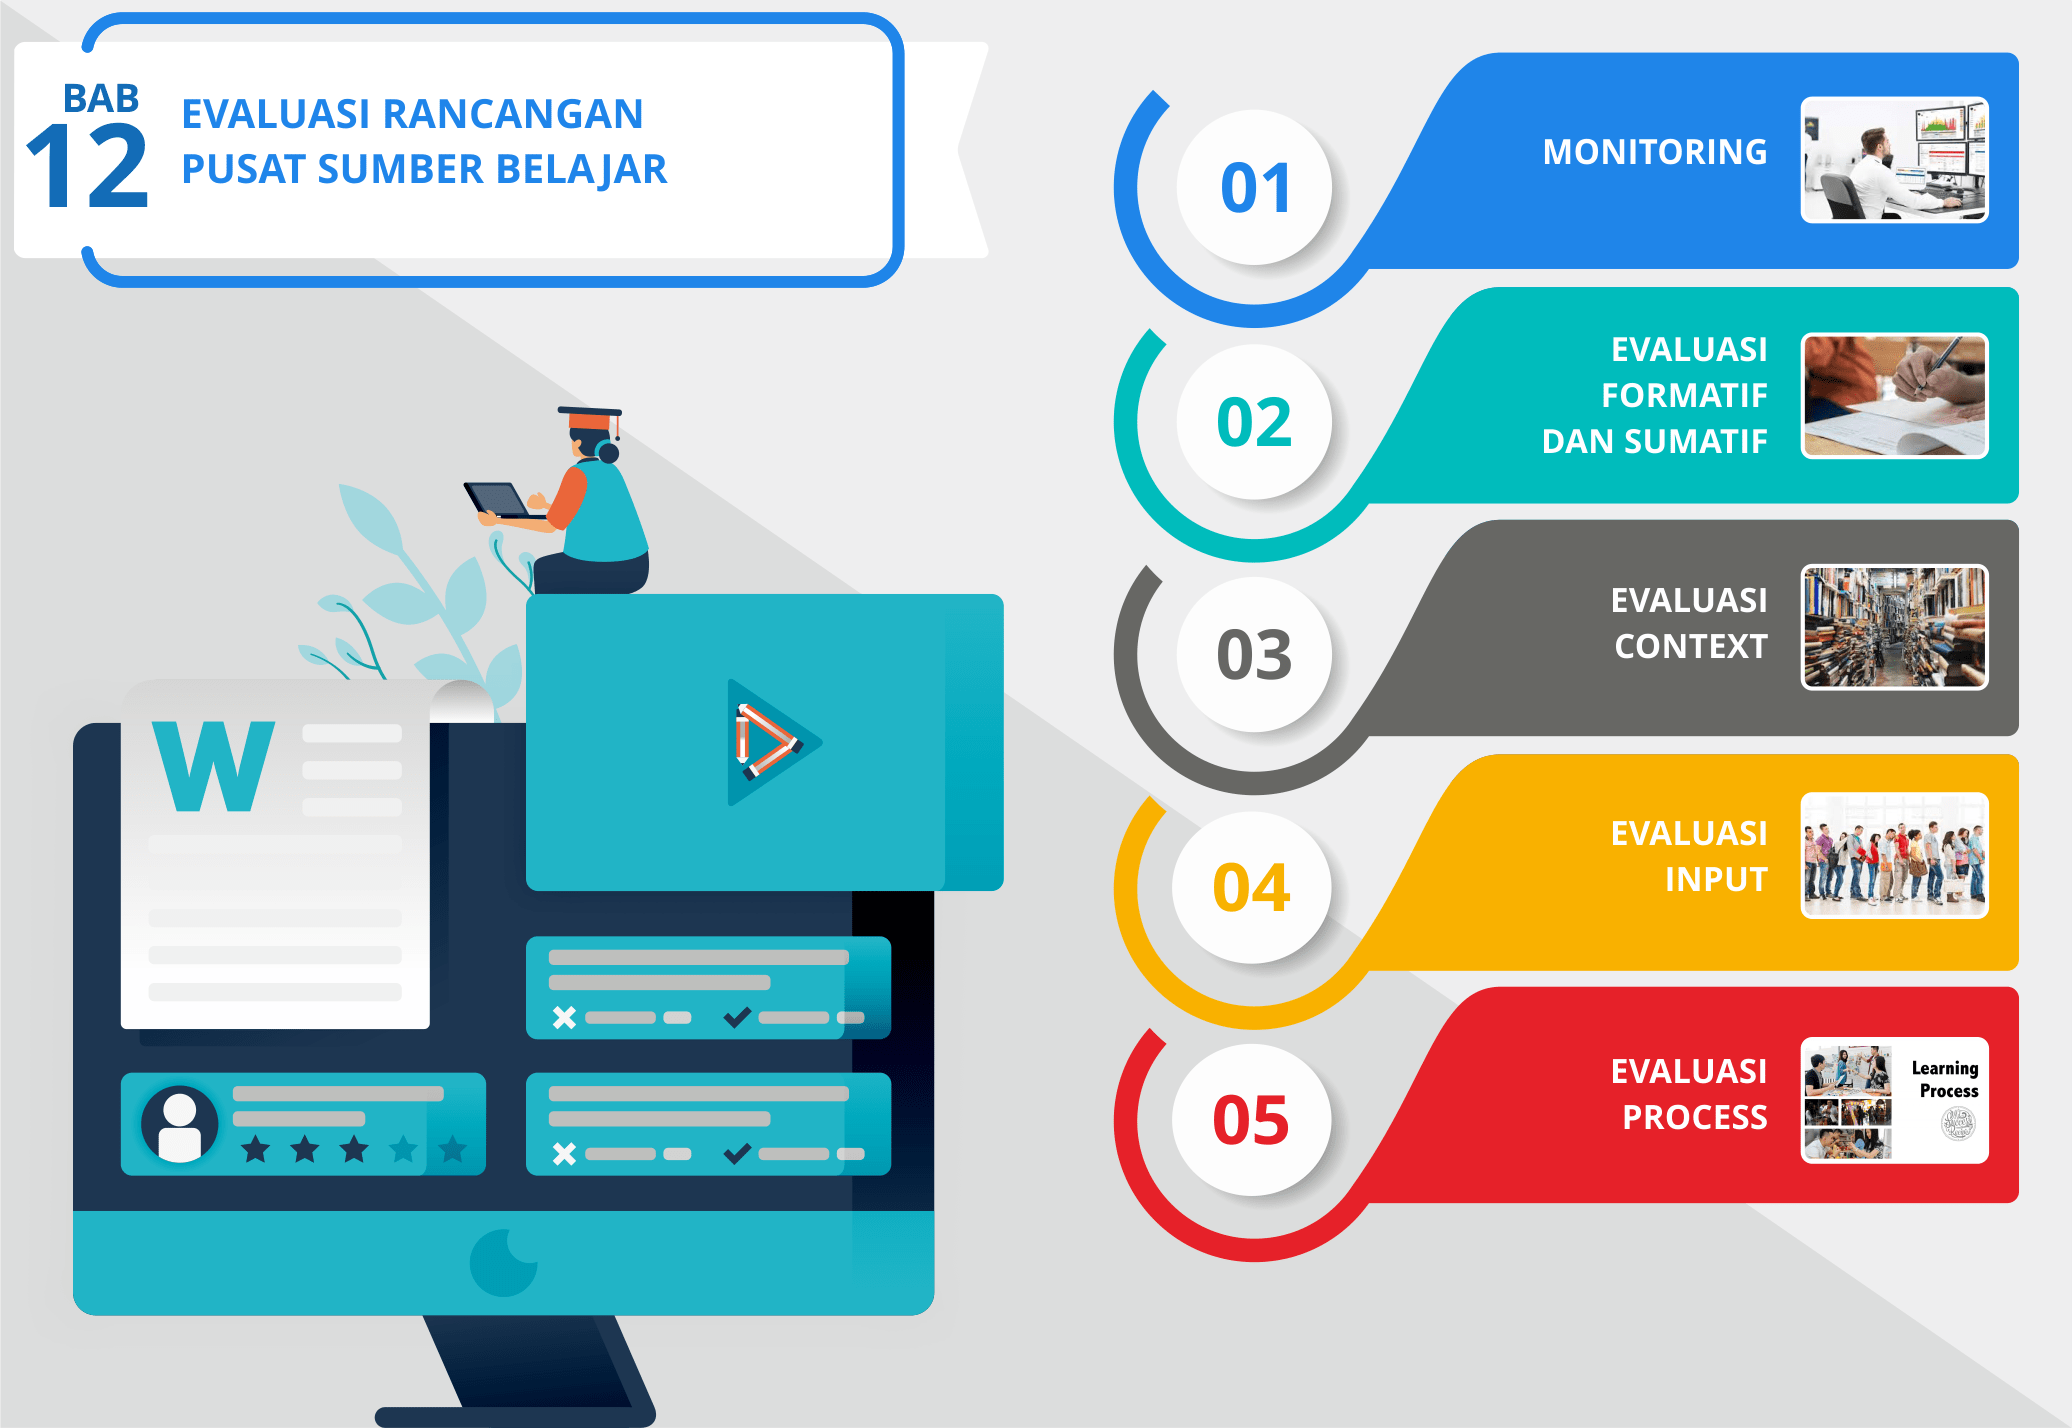 BAB
12
EVALUASI RANCANGAN
PUSAT SUMBER BELAJAR
W
01
MONITORING
02
EVALUASI
FORMATIF
DAN SUMATIF
03
EVALUASI
CONTEXT
04
EVALUASI
INPUT
05
EVALUASI
PROCESS
Learning
Process